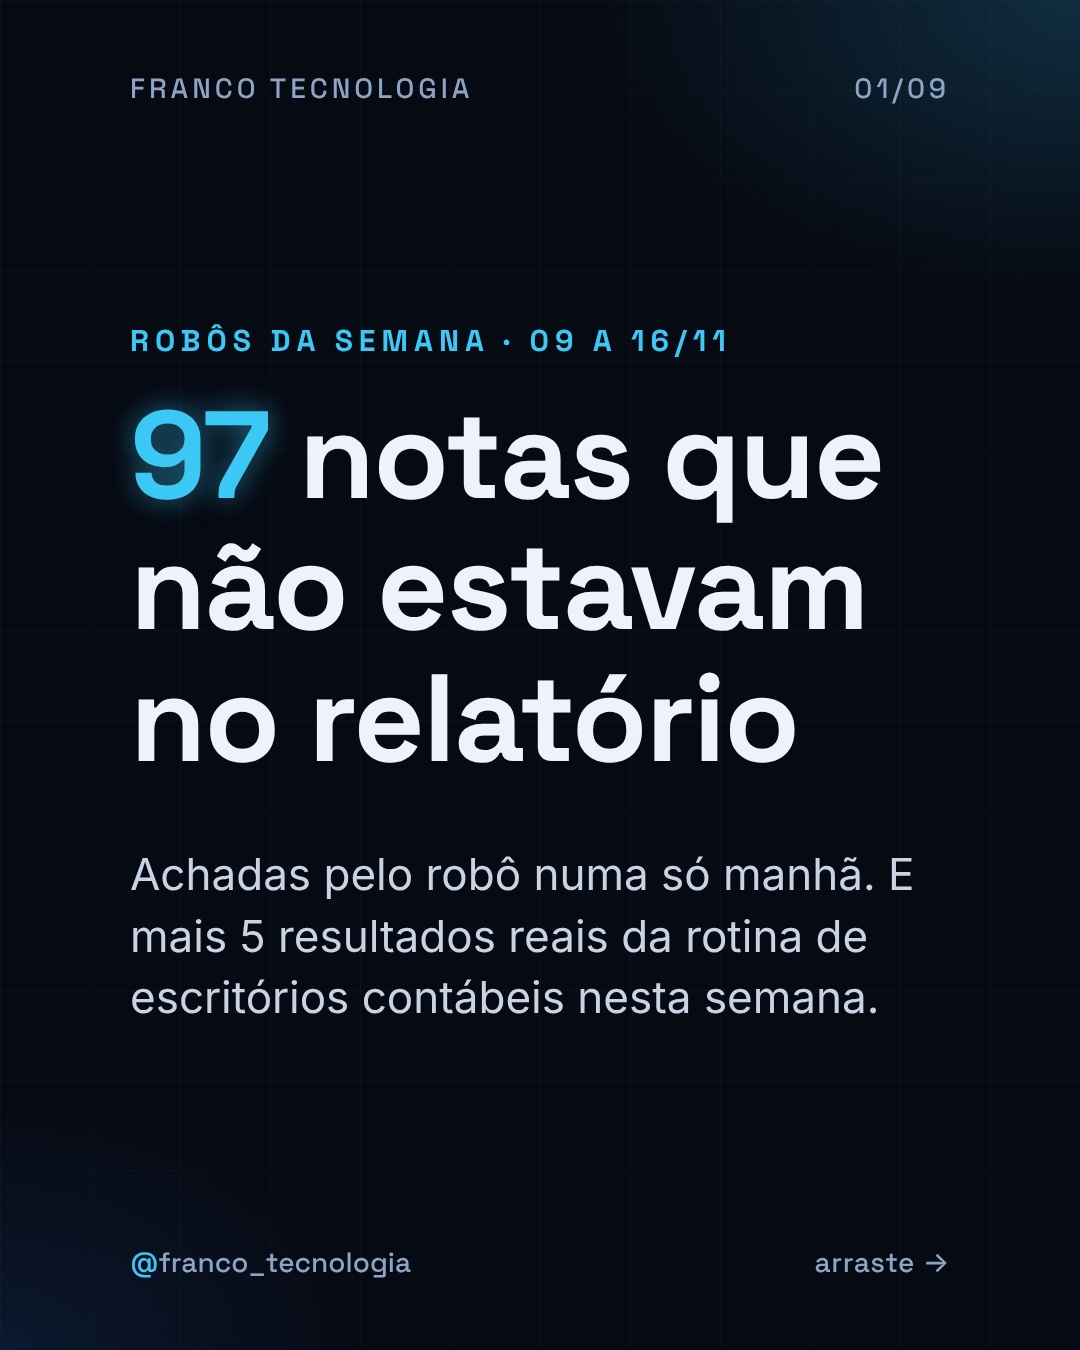 FRANCO TECNOLOGIA
01/09
ROBÔS DA SEMANA · 09 A 16/11
97 notas que
não estavam
no relatório
Achadas pelo robô numa só manhã. E
mais 5 resultados reais da rotina de
escritórios contábeis nesta semana.
@franco_tecnologia
arraste →